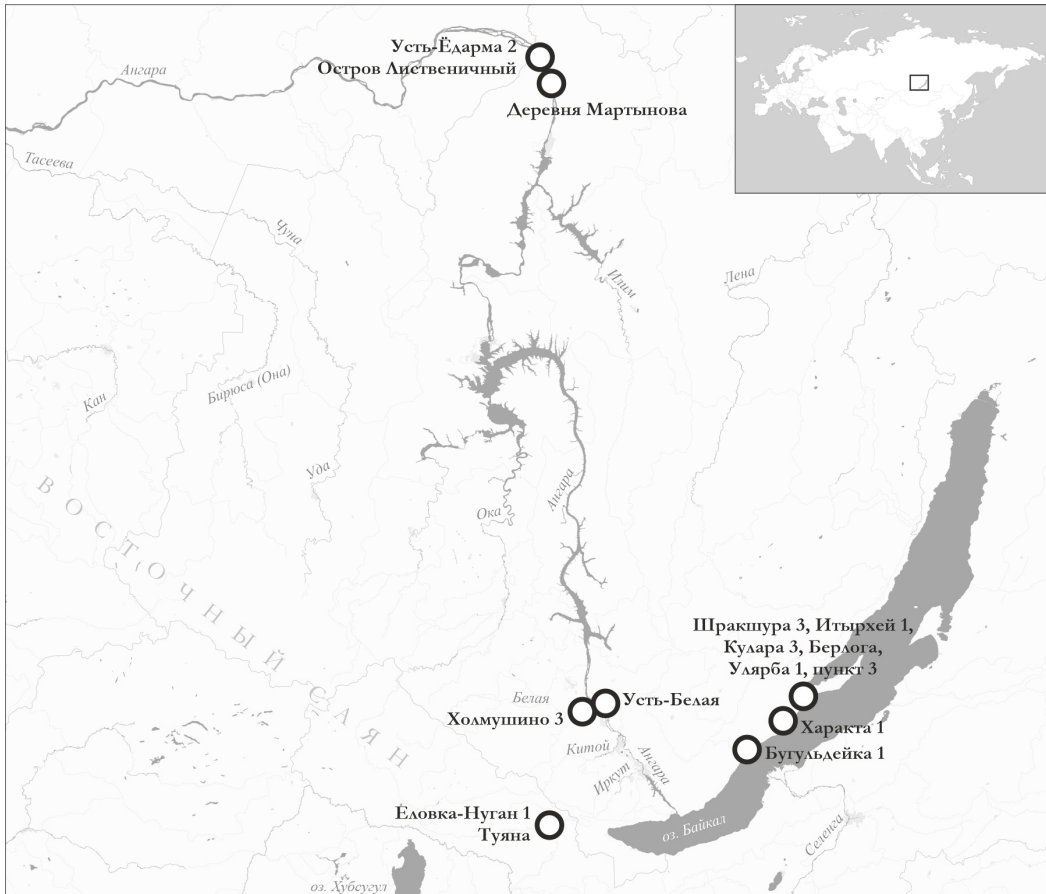 Усть-Ёдарма 2
Остров Лиственичный
Деревня Мартынова
Ангара
Тасеева
Чуна
Илим
Лена
Кан
Бирюса (Она)
Уда
Ока
Ангара
ВОСТОЧНЫЙ САЯН
Шракшура 3, Итырхей 1,
Кулара 3, Берлога,
Улярба 1, пункт 3
Белая
Усть-Белая
Холмушино 3
Характа 1
Бугульдейка 1
Китой
Иркут
Ангара
Еловка-Нуган 1
Туяна
оз. Байкал
Селенга
оз. Хубсугул